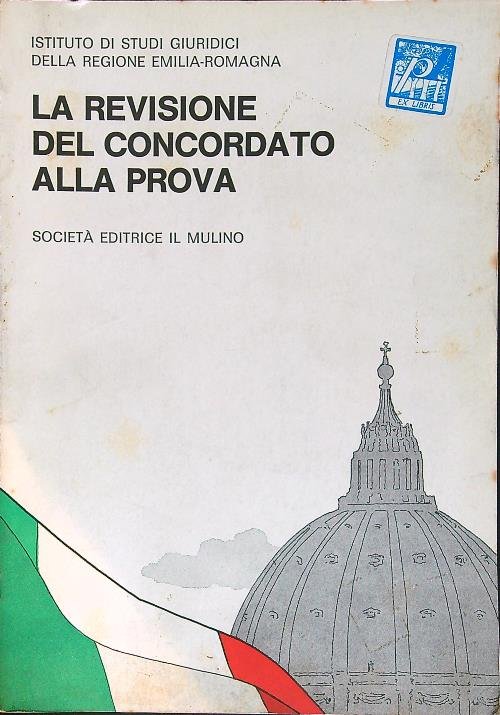 ISTITUTO DI STUDI GIURIDICI
DELLA REGIONE EMILIA-ROMAGNA
LA REVISIONE
DEL CONCORDATO
ALLA PROVA
SOCIETÀ EDITRICE IL MULINO
EX LIBRIS